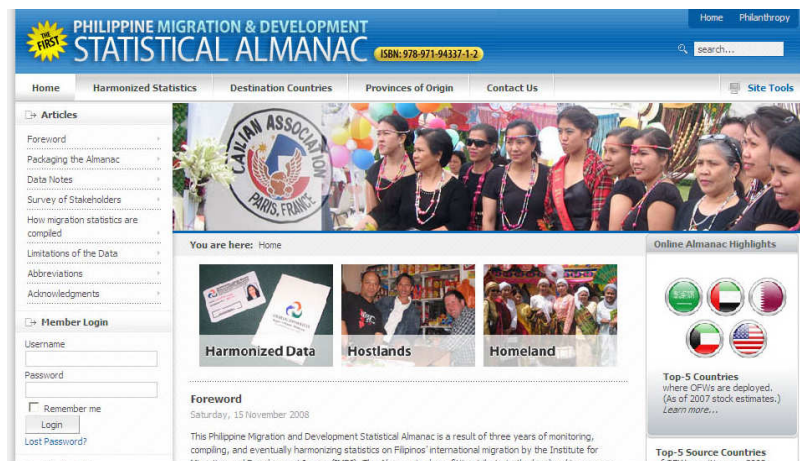 Home Philanthropy
THE FIRST
PHILIPPINE MIGRATION & DEVELOPMENT
STATISTICAL ALMANAC
ISBN: 978-971-94337-1-2
search...
Home Harmonized Statistics Destination Countries Provinces of Origin Contact Us Site Tools
Articles
Foreword
Packaging the Almanac
Data Notes
Survey of Stakeholders
How migration statistics are
compiled
Limitations of the Data
Abbreviations
Acknowledgments
Member Login
Username
Password
Remember me
Login
Lost Password?
ASSOC
PARIS, FRANCE
You are here: Home
Harmonized Data
Hostlands
Homeland
Foreword
Saturday, 15 November 2008
This Philippine Migration and Development Statistical Almanac is a result of three years of monitoring,
compiling, and eventually harmonizing statistics on Filipinos' international migration by the Institute for
Online Almanac Highlights
Top-5 Countries
where OFWs are deployed.
(As of 2007 stock estimates.)
Learn more...
Top-5 Source Countries